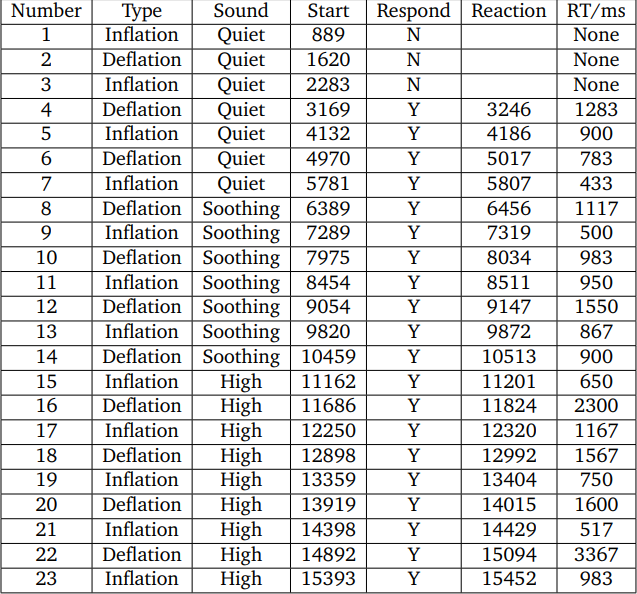 Number Type Sound Start Respond Reaction RT/ms
1 Inflation Quiet 889 N None
2 Deflation Quiet 1620 N None
3 Inflation Quiet 2283 N None
4 Deflation Quiet 3169 Y 3246 1283
5 Inflation Quiet 4132 Y 4186 900
6 Deflation Quiet 4970 Y 5017 783
7 Inflation Quiet 5781 Y 5807 433
8 Deflation Soothing 6389 Y 6456 1117
9 Inflation Soothing 7289 Y 7319 500
10 Deflation Soothing 7975 Y 8034 983
11 Inflation Soothing 8454 Y 8511 950
12 Deflation Soothing 9054 Y 9147 1550
13 Inflation Soothing 9820 Y 9872 867
14 Deflation Soothing 10459 Y 10513 900
15 Inflation High 11162 Y 11201 650
16 Deflation High 11686 Y 11824 2300
17 Inflation High 12250 Y 12320 1167
18 Deflation High 12898 Y 12992 1567
19 Inflation High 13359 Y 13404 750
20 Deflation High 13919 Y 14015 1600
21 Inflation High 14398 Y 14429 517
22 Deflation High 14892 Y 15094 3367
23 Inflation High 15393 Y 15452 983